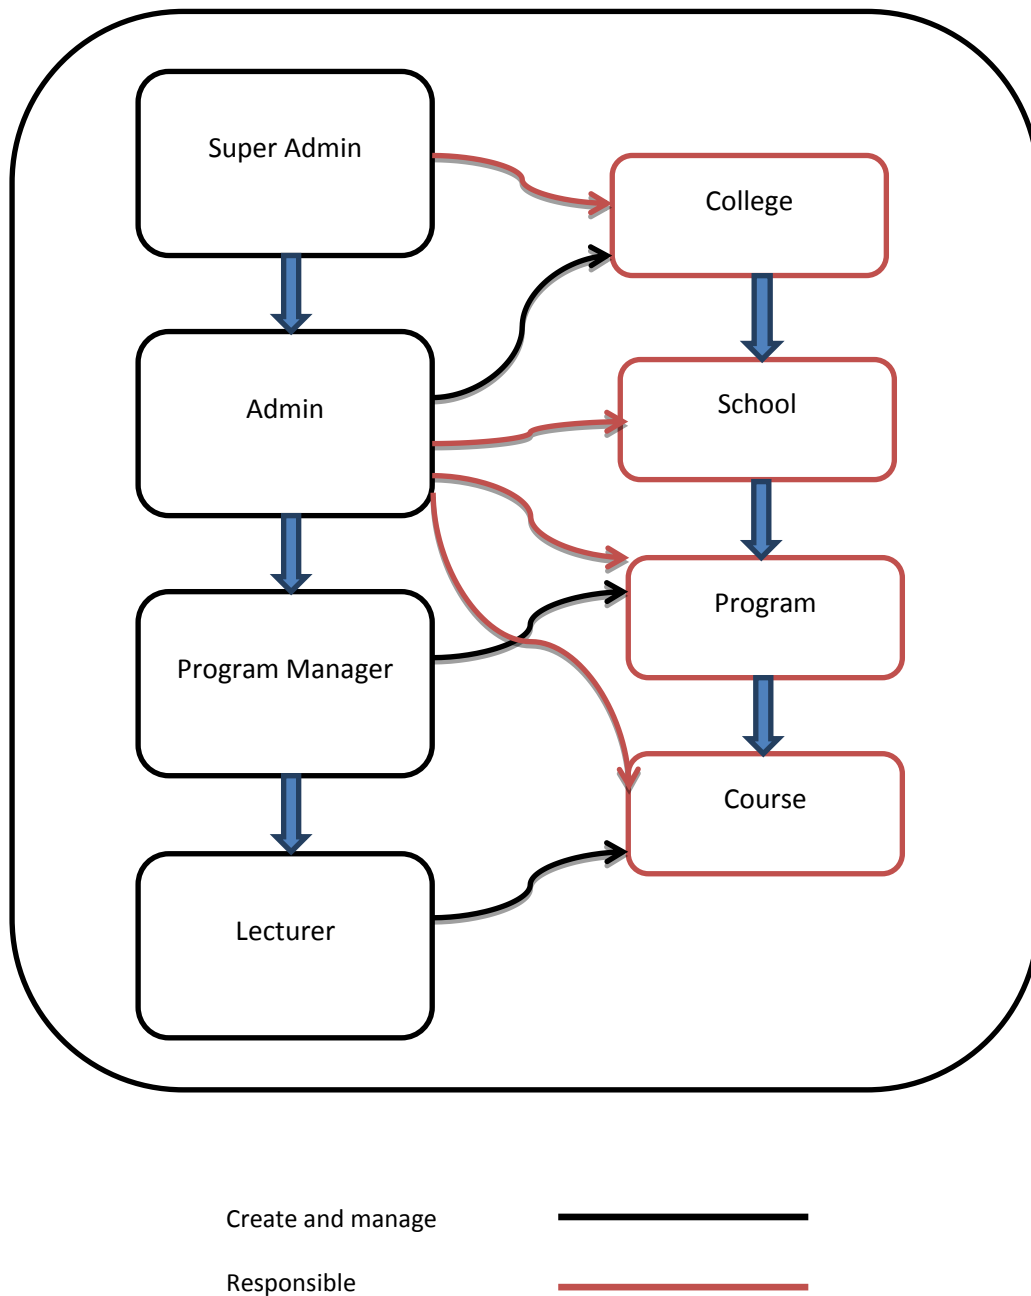 Super Admin
College
Admin
School
Program
Program Manager
Course
Lecturer
Create and manage
Responsible